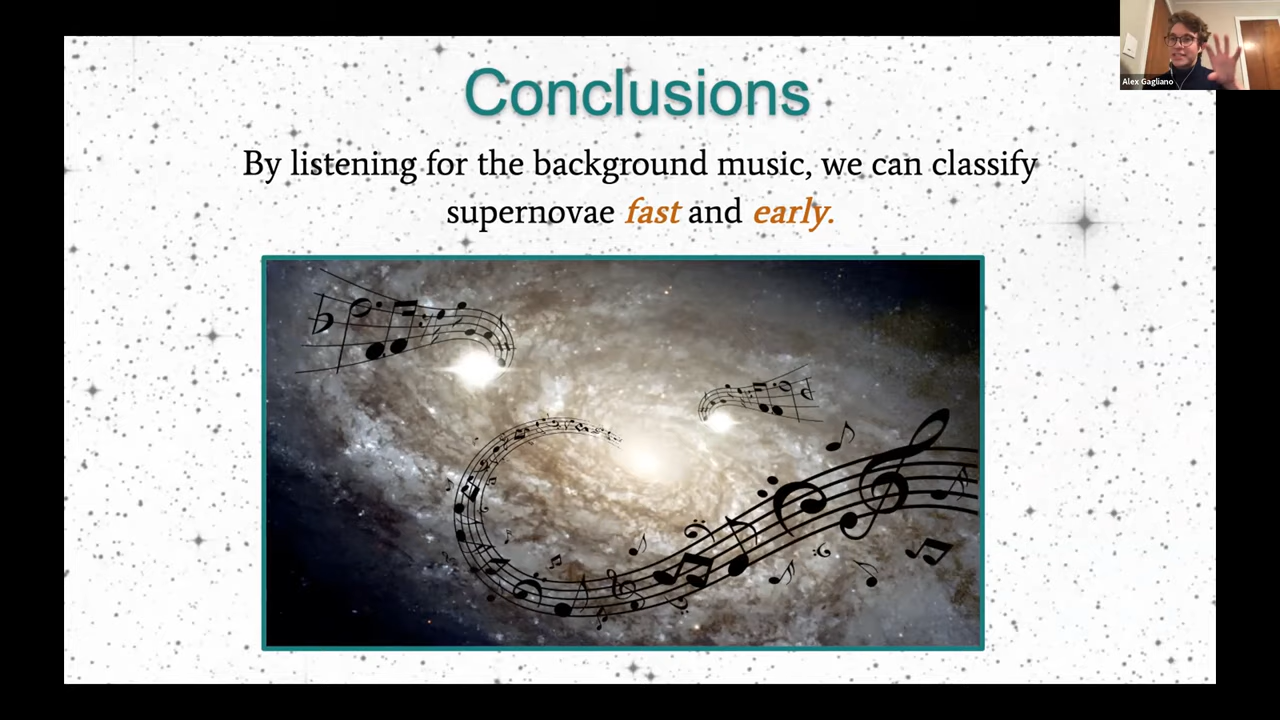 Conclusions
By listening for the background music, we can classify
supernovae fast and early.
Alex Gagliano